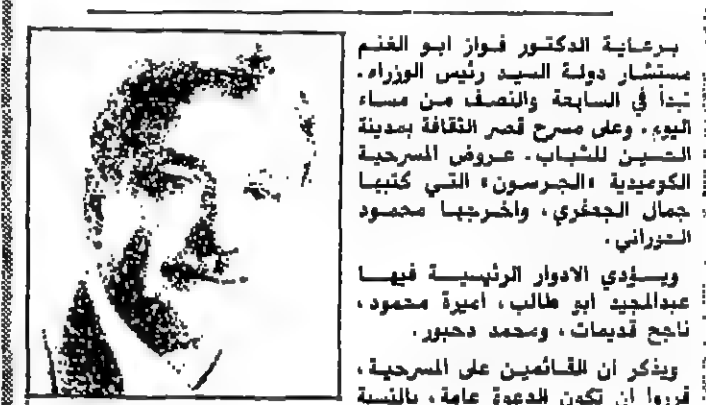 برعاية الدكتور فواز ابو الغنم
مستشار دولة السيد رئيس الوزراء.
تبدأ في السابعة والنصف من مساء
اليوم. وعلى مسرح قصر الثقافة بمدينة
الحسين للشباب. عروض المسرحية
الكوميدية «الجرسون» التي كتبها
جمال الجعفري، واخرجها محمود
الزيراني.
ويؤدي الادوار الرئيسية فيها
عبدالمجيد ابو طالب، اميرة محمود،
ناجح قديمات، ومحمد دحبور.
ويذكر ان القائمين على المسرحية،
قرروا ان تكون الدعوة عامة، بالنسبة